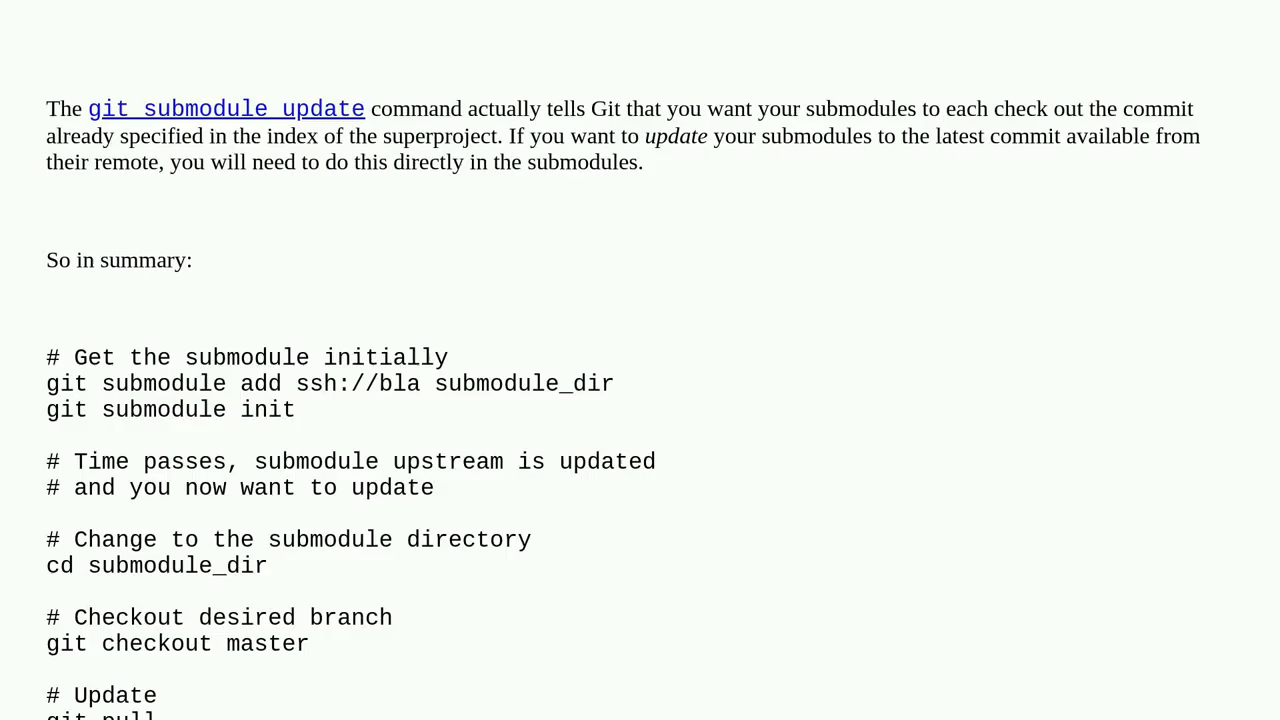 The git submodule update command actually tells Git that you want your submodules to each check out the commit
already specified in the index of the superproject. If you want to update your submodules to the latest commit available from
their remote, you will need to do this directly in the submodules.
So in summary:
# Get the submodule initially
git submodule add ssh://bla submodule_dir
git submodule init
# Time passes, submodule upstream is updated
# and you now want to update
# Change to the submodule directory
cd submodule_dir
# Checkout desired branch
git checkout master
# Update
git pull